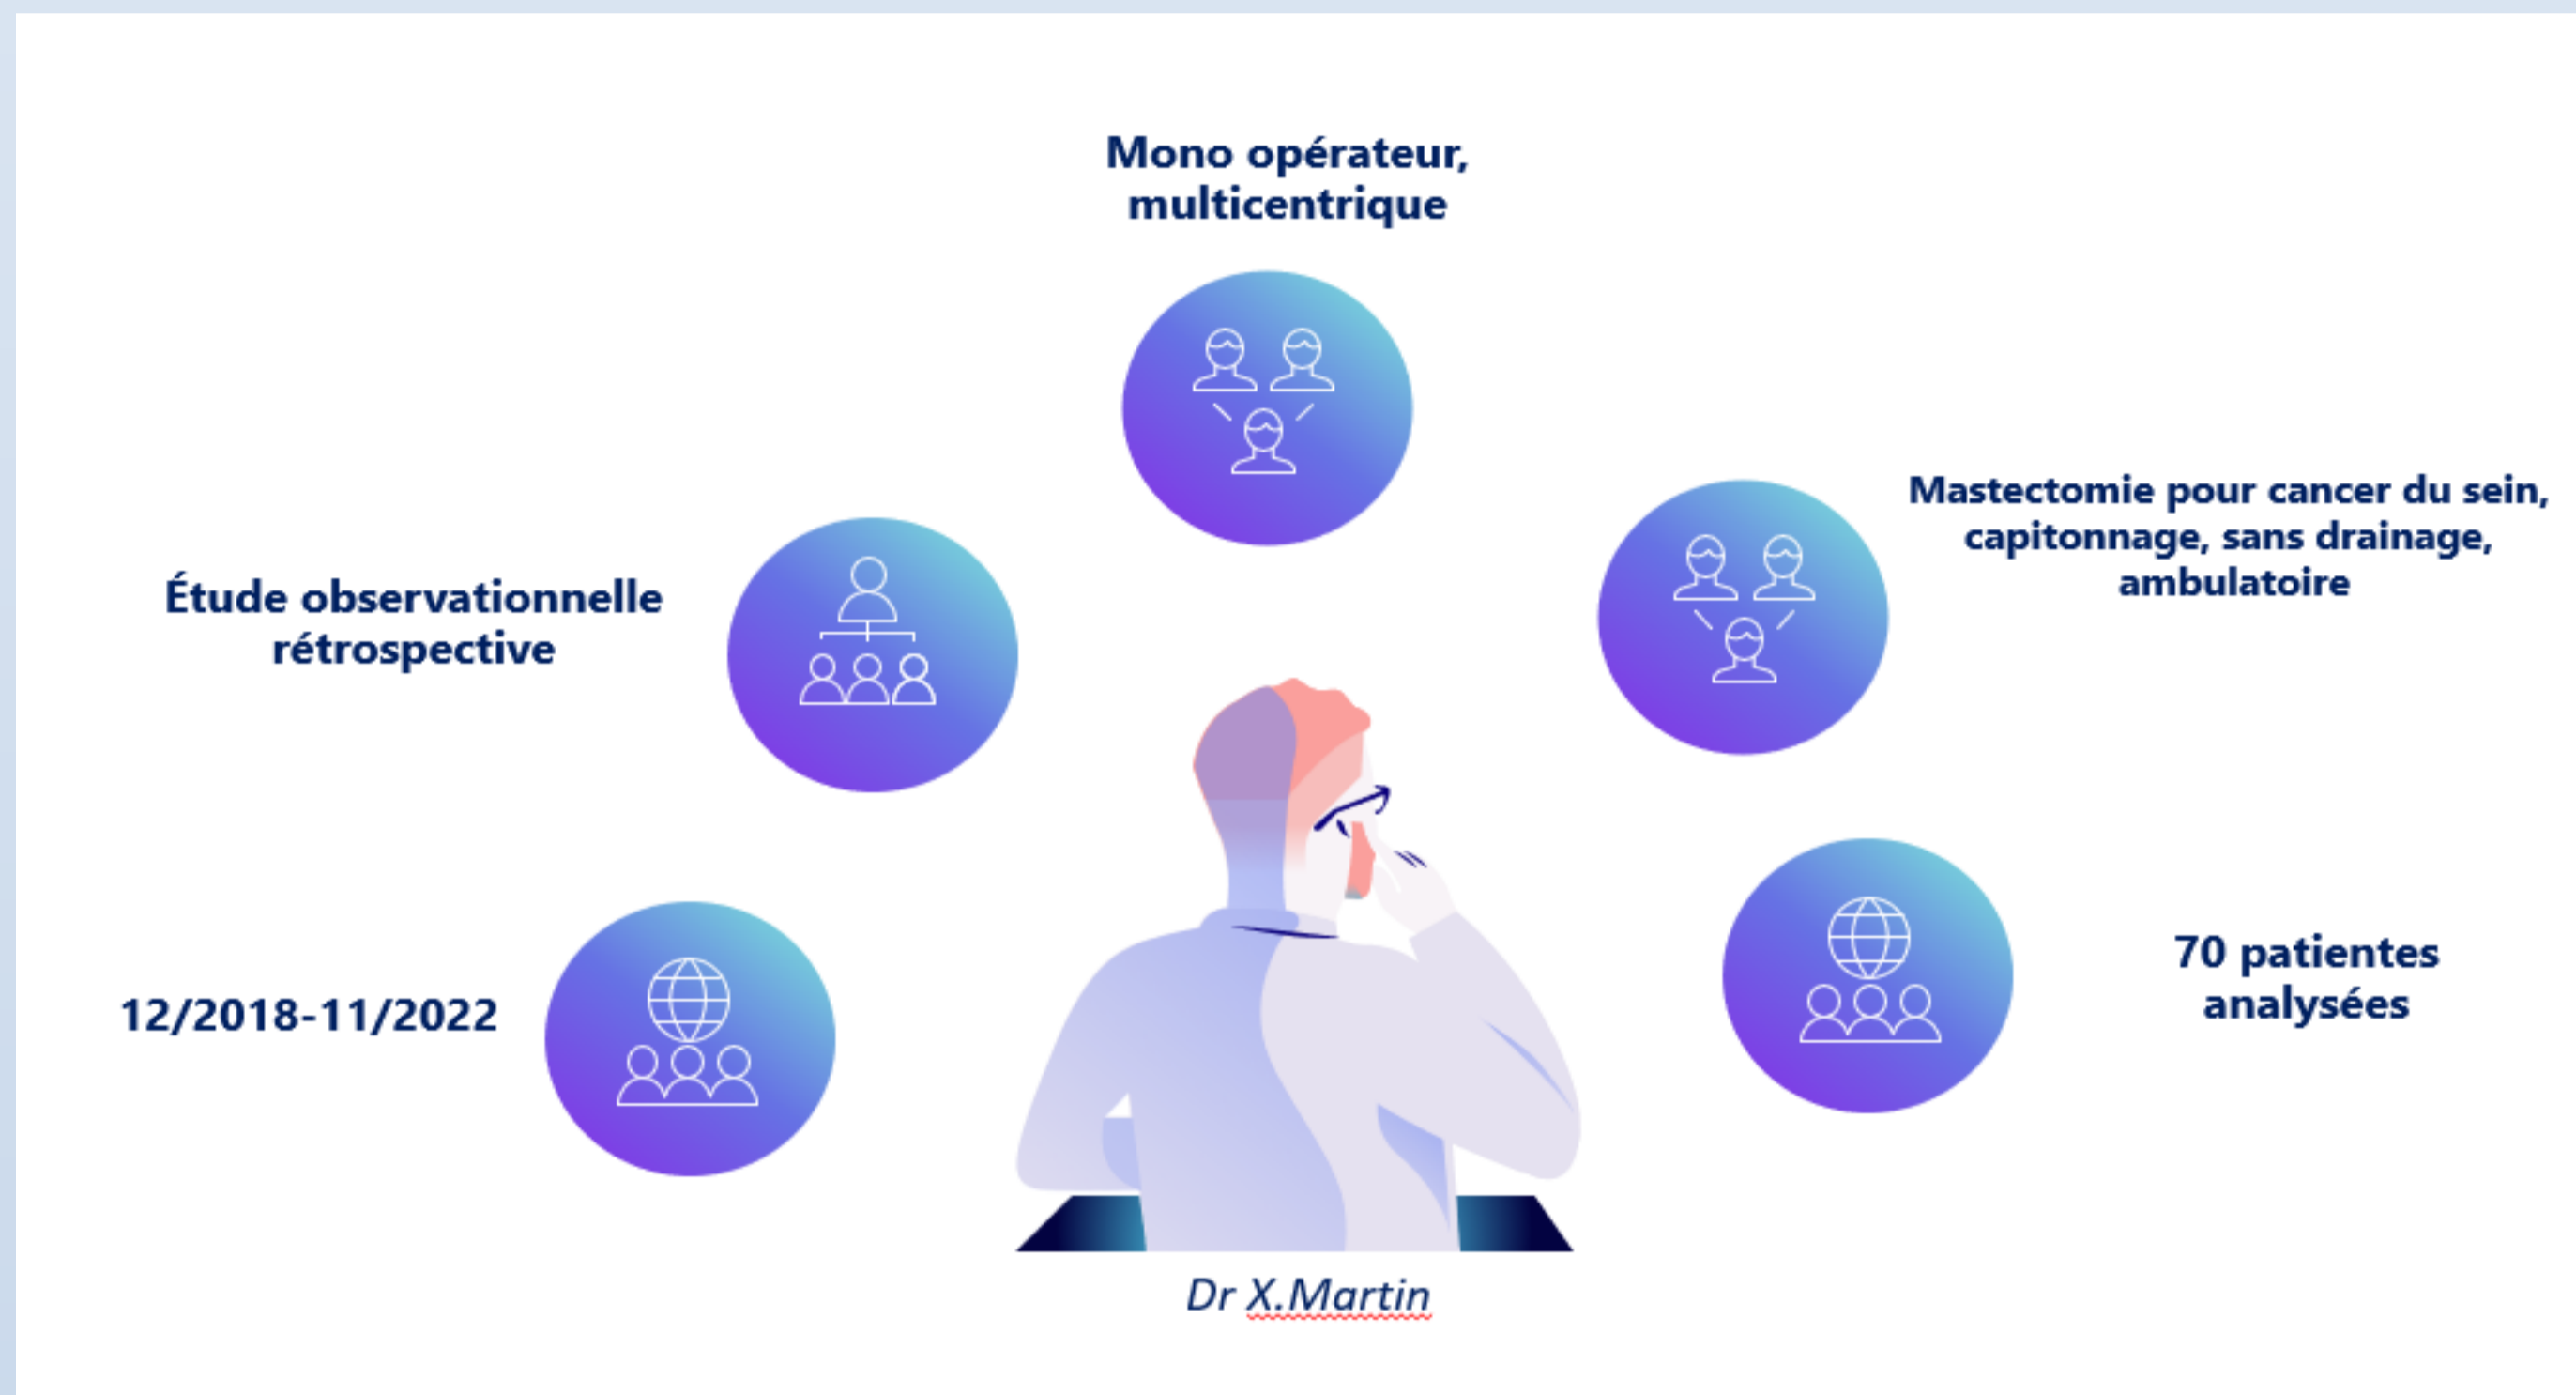 Mono opérateur,
multicentrique
Étude observationnelle
rétrospective
Mastectomie pour cancer du sein,
capitonnage, sans drainage,
ambulatoire
12/2018-11/2022
70 patientes
analysées
Dr X.Martin